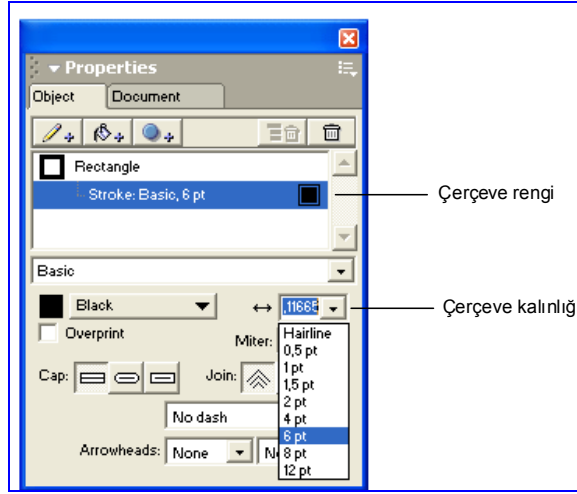 Properties
Object Document
Rectangle
Stroke: Basic, 6 pt
Çerçeve rengi
Basic
Black
,11665
Çerçeve kalınlığ
Overprint
Miter:
Hairline
0,5 pt
1 pt
1,5 pt
2 pt
4 pt
6 pt
8 pt
12 pt
Cap:
Join:
No dash
Arrowheads: None